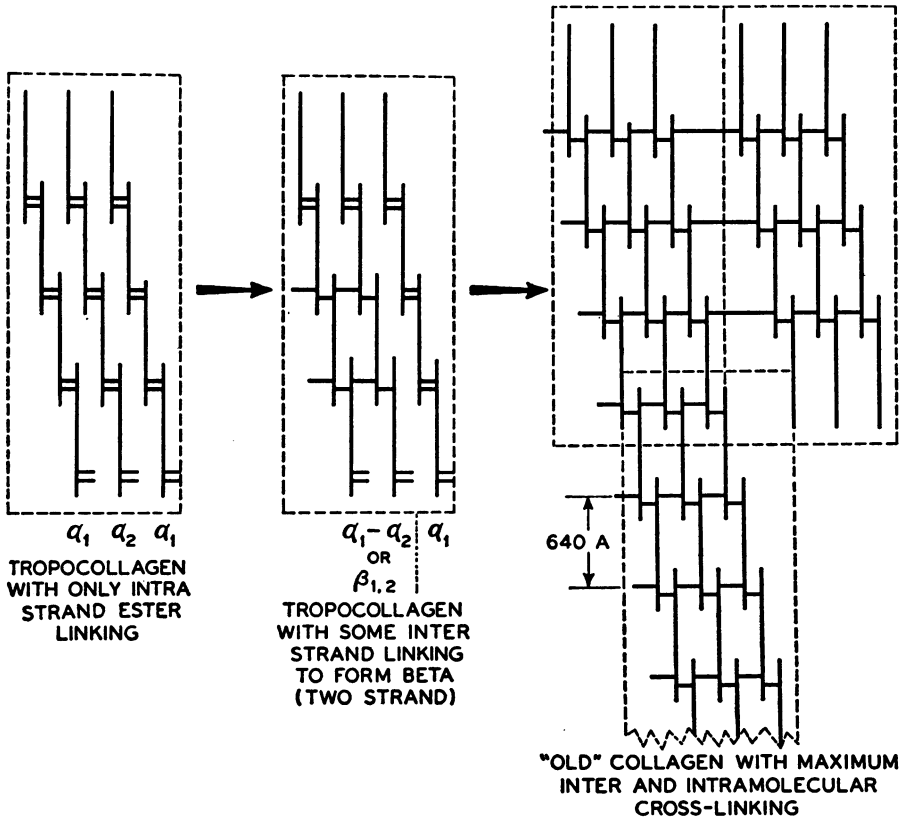 α₁ α₂ α₁
TROPOCOLLAGEN
WITH ONLY INTRA
STRAND ESTER
LINKING
α₁-α₂ α₁
OR
β₁,₂
TROPOCOLLAGEN
WITH SOME INTER
STRAND LINKING
TO FORM BETA
(TWO STRAND)
640 A
"OLD" COLLAGEN WITH MAXIMUM
INTER AND INTRAMOLECULAR
CROSS-LINKING